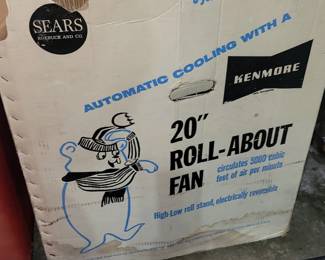 SEARS
ROEBUCK AND CO.
AUTOMATIC COOLING WITH A
KENMORE
20"
ROLL-ABOUT
FAN
circulates 5000 cubic
feet of air per minute
High-Low roll stand, electrically reversible